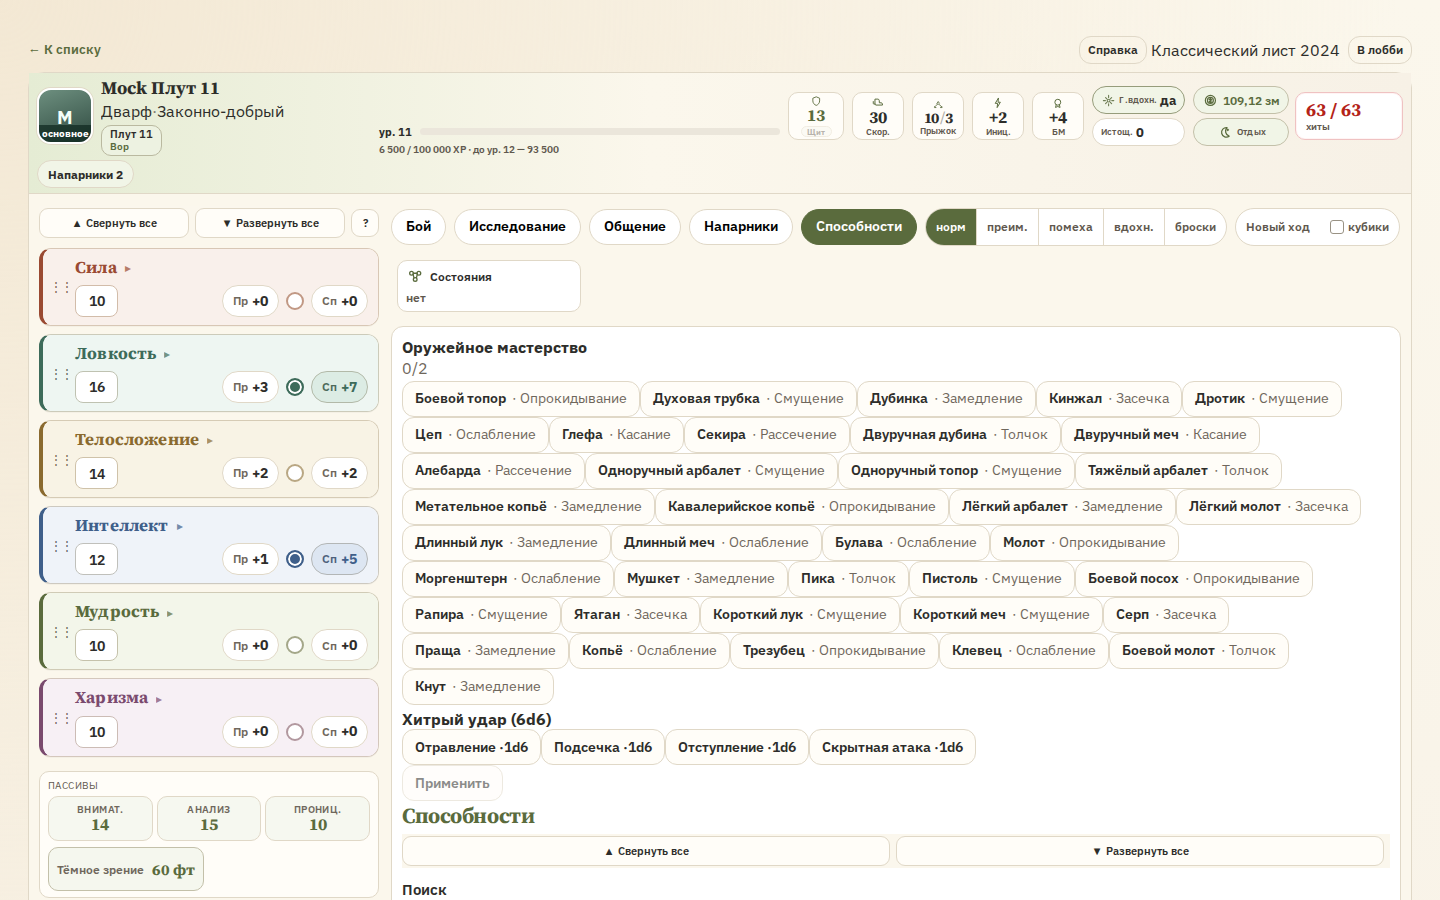 ← К списку
Справка Классический лист 2024 В лобби
М
основное
Mock Плут 11
Дварф·Законно-добрый
Плут 11
Вор
Напарники 2
ур. 11
6 500 / 100 000 XP · до ур. 12 — 93 500
13
Щит
30
Скор.
10/3
Прыжок
+2
Иниц.
+4
БМ
Г.вдохн. да
Истощ. 0
109,12 зм
Отдых
63 / 63
хиты
▲ Свернуть все
▼ Развернуть все
?
Сила ▸
10 Пр +0 Сп +0
Ловкость ▸
16 Пр +3 Сп +7
Телосложение ▸
14 Пр +2 Сп +2
Интеллект ▸
12 Пр +1 Сп +5
Мудрость ▸
10 Пр +0 Сп +0
Харизма ▸
10 Пр +0 Сп +0
ПАССИВЫ
ВНИМАТ.
14
АНАЛИЗ
15
ПРОНИЦ.
10
Тёмное зрение 60 фт
Бой Исследование Общение Напарники Способности норм преим. помеха вдохн. броски Новый ход кубики
Состояния
нет
Оружейное мастерство
0/2
Боевой топор · Опрокидывание Духовая трубка · Смущение Дубинка · Замедление Кинжал · Засечка Дротик · Смущение
Цеп · Ослабление Глефа · Касание Секира · Рассечение Двуручная дубина · Толчок Двуручный меч · Касание
Алебарда · Рассечение Одноручный арбалет · Смущение Одноручный топор · Смущение Тяжёлый арбалет · Толчок
Метательное копьё · Замедление Кавалерийское копьё · Опрокидывание Лёгкий арбалет · Замедление Лёгкий молот · Засечка
Длинный лук · Замедление Длинный меч · Ослабление Булава · Ослабление Молот · Опрокидывание
Моргенштерн · Ослабление Мушкет · Замедление Пика · Толчок Пистоль · Смущение Боевой посох · Опрокидывание
Рапира · Смущение Ятаган · Засечка Короткий лук · Смущение Короткий меч · Смущение Серп · Засечка
Праща · Замедление Копьё · Ослабление Трезубец · Опрокидывание Клевец · Ослабление Боевой молот · Толчок
Кнут · Замедление
Хитрый удар (6d6)
Отравление ·1d6 Подсечка ·1d6 Отступление ·1d6 Скрытная атака ·1d6
Применить
Способности
▲ Свернуть все ▼ Развернуть все
Поиск